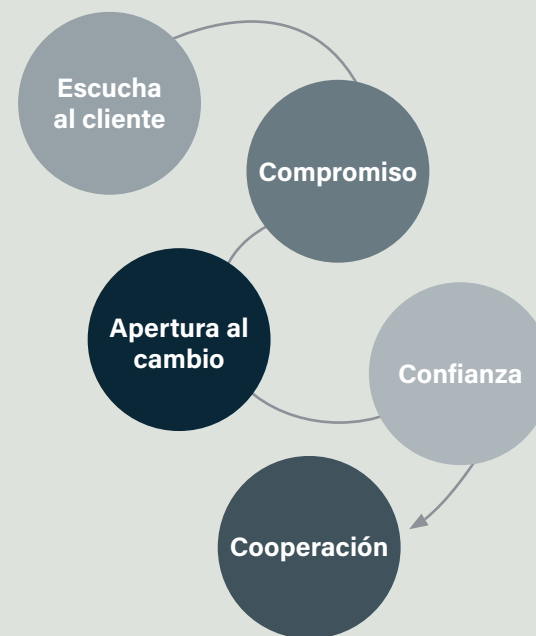 Escucha
al cliente
Compromiso
Apertura al
cambio
Confianza
Cooperación